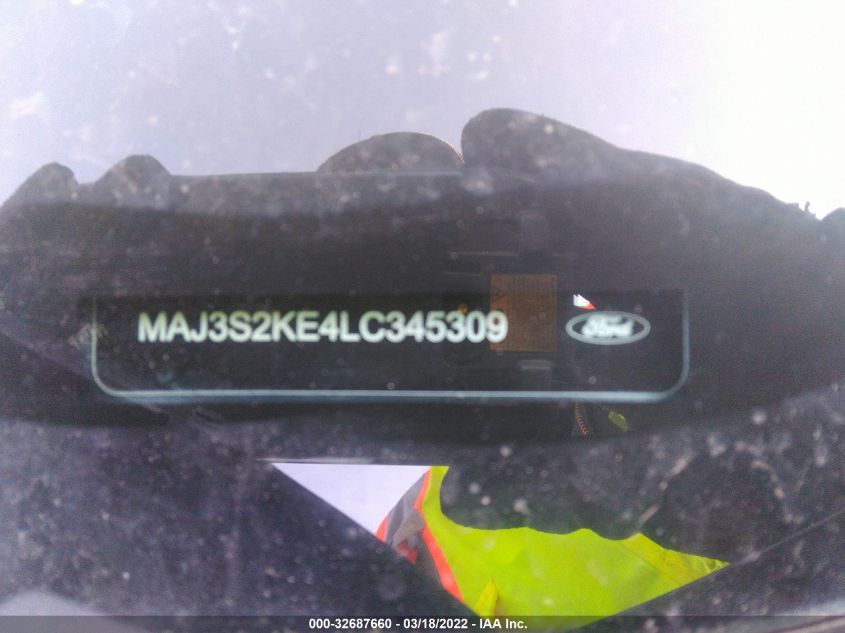 MAJ3S2KE4LC345309 Ford
000-32687660 - 03/18/2022 - IAA Inc.